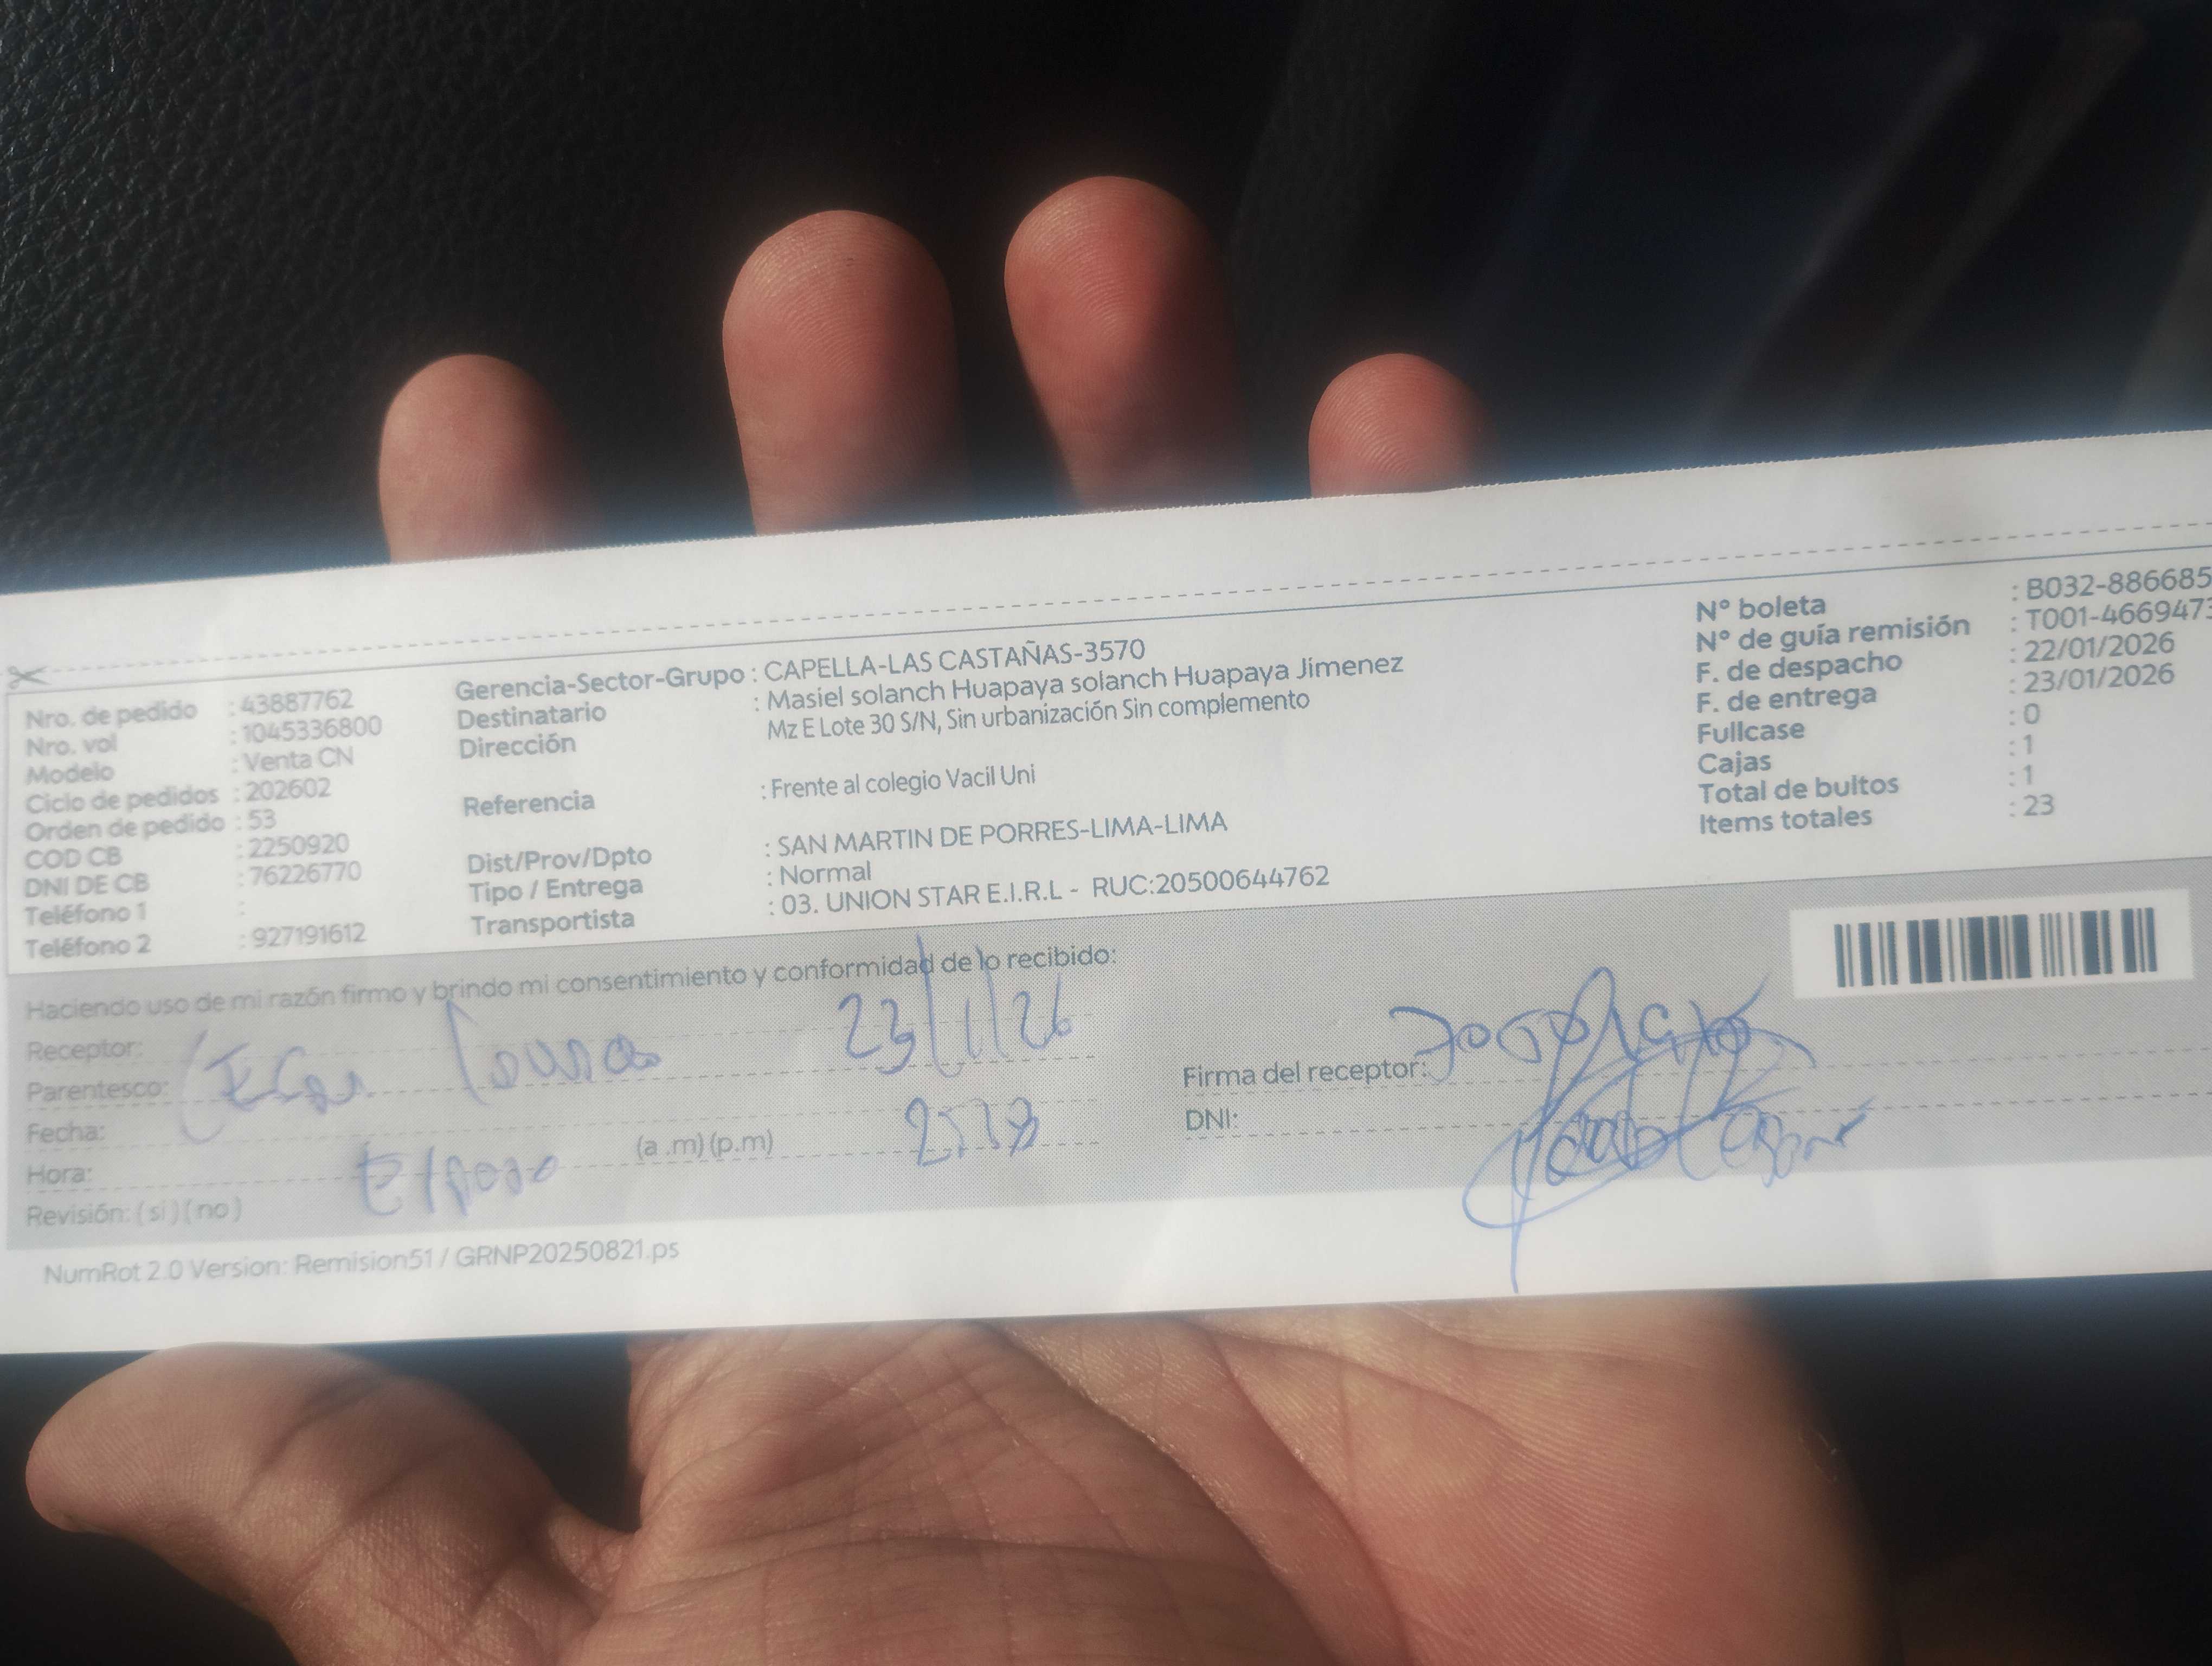 Nro. de pedido : 43887762
Nro. vol : 1045336800
Modelo : Venta CN
Ciclo de pedidos : 202602
Orden de pedido : 53
COD CB : 2250920
DNI DE CB : 76226770
Teléfono 1 :
Teléfono 2 : 927191612
Gerencia-Sector-Grupo : CAPELLA-LAS CASTAÑAS-3570
Destinatario : Masiel solanch Huapaya solanch Huapaya Jimenez
Dirección Mz E Lote 30 S/N, Sin urbanización Sin complemento
Referencia : Frente al colegio Vacil Uni
Dist/Prov/Dpto : SAN MARTIN DE PORRES-LIMA-LIMA
Tipo / Entrega : Normal
Transportista : 03. UNION STAR E.I.R.L - RUC:20500644762
N° boleta : B032-886685
N° de guía remisión : T001-4669473
F. de despacho : 22/01/2026
F. de entrega : 23/01/2026
Fullcase : 0
Cajas : 1
Total de bultos : 1
Items totales : 23
Haciendo uso de mi razón firmo y brindo mi consentimiento y conformidad de lo recibido:
Receptor: 23/1/26
Parentesco:
Fecha:
Hora: Esposo (a .m) (p.m)
Revisión: ( si ) ( no )
Firma del receptor:
DNI:
NumRot 2.0 Version: Remision51 / GRNP20250821.ps